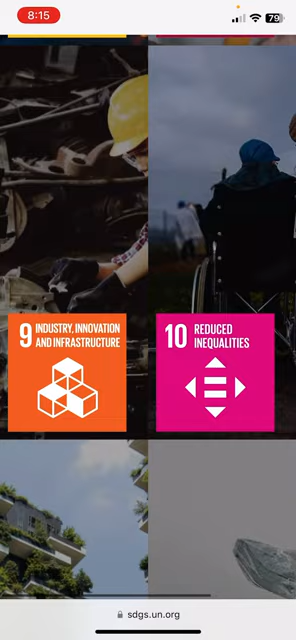 8:15
79
9 INDUSTRY, INNOVATION
AND INFRASTRUCTURE
10 REDUCED
INEQUALITIES
sdgs.un.org